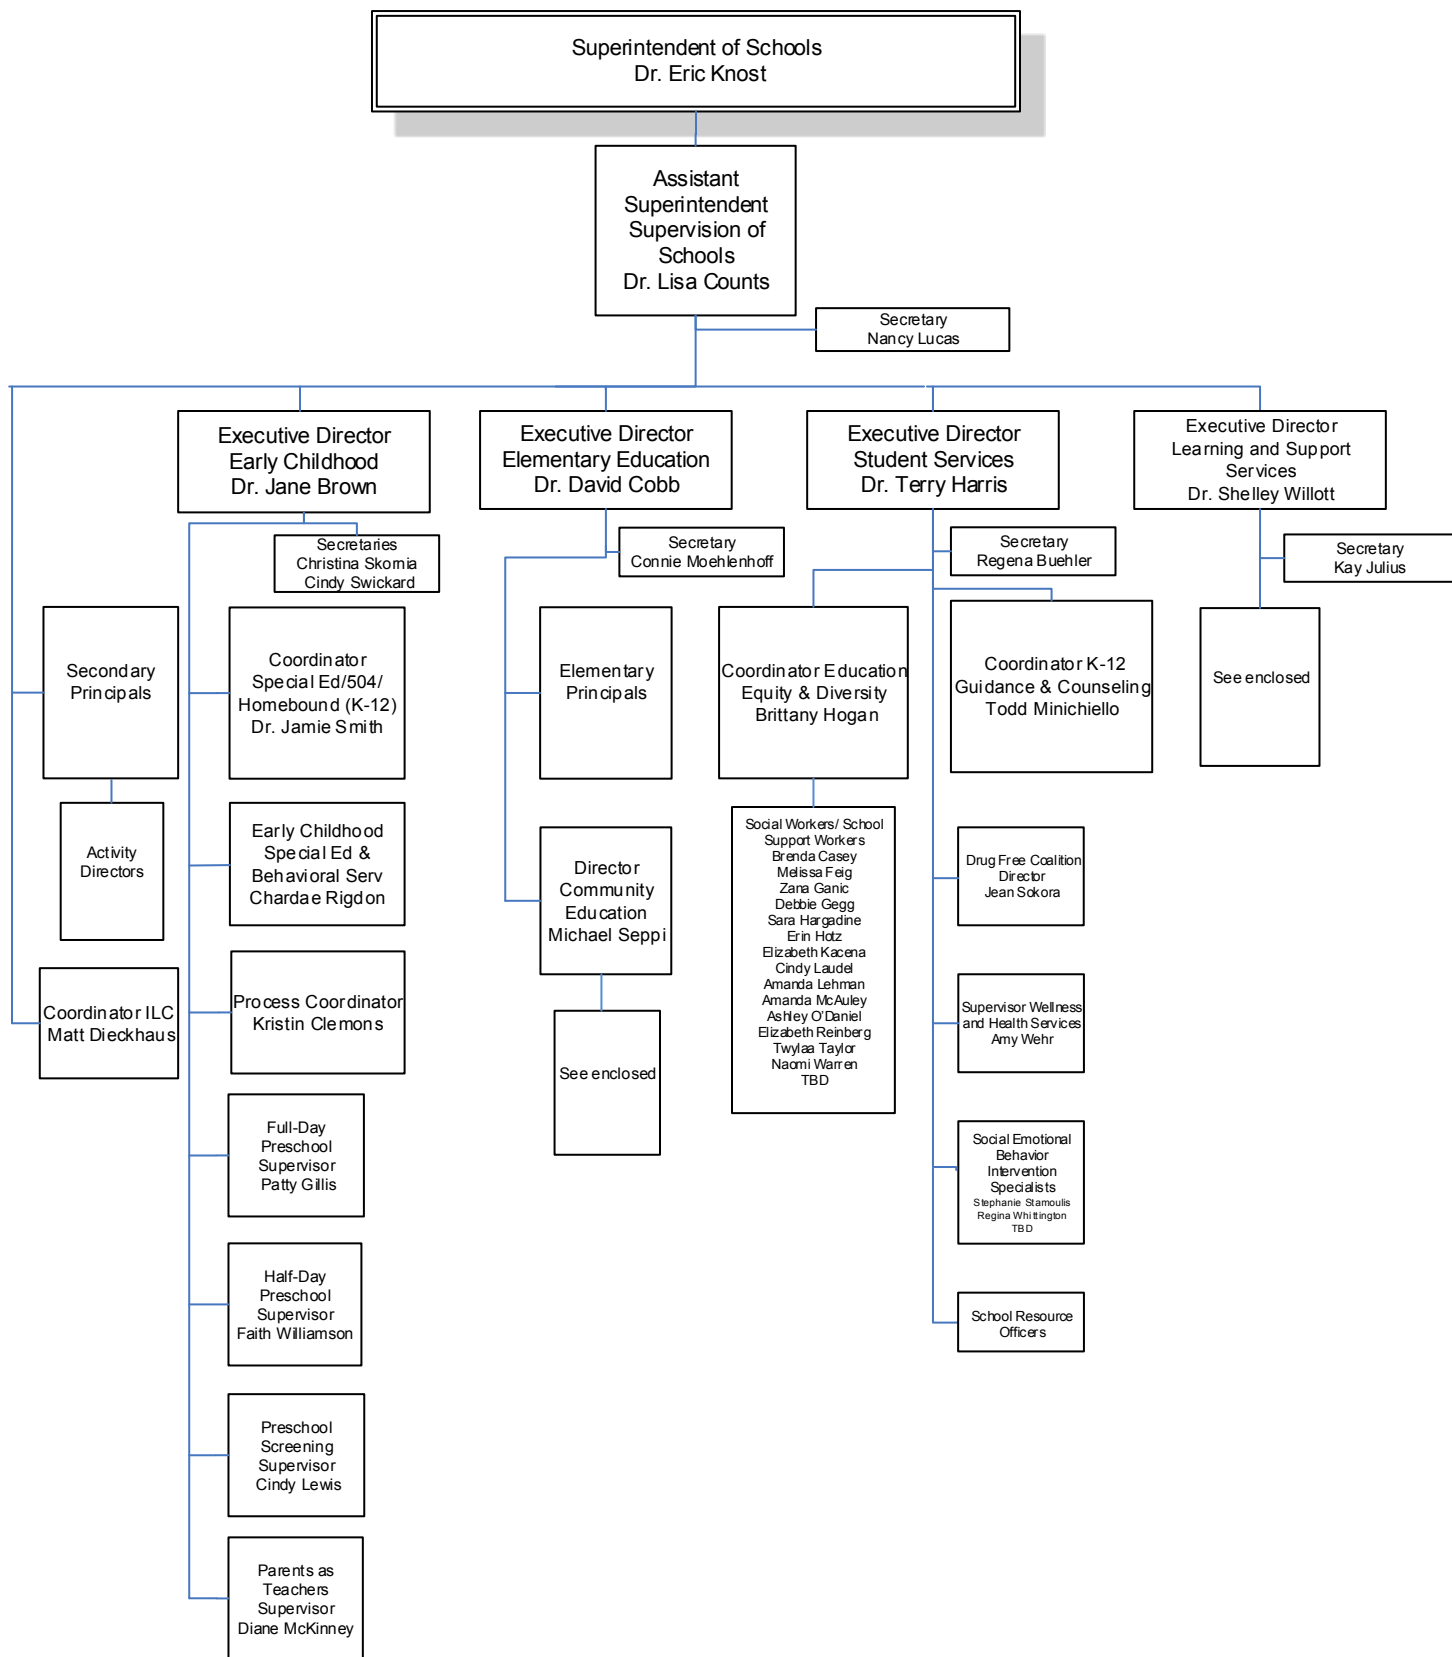 Superintendent of Schools
Dr. Eric Knost
Assistant
Superintendent
Supervision of
Schools
Dr. Lisa Counts
Secretary
Nancy Lucas
Executive Director
Early Childhood
Dr. Jane Brown
Executive Director
Elementary Education
Dr. David Cobb
Executive Director
Student Services
Dr. Terry Harris
Executive Director
Learning and Support
Services
Dr. Shelley Willott
Secretaries
Christina Skornia
Cindy Swickard
Secretary
Connie Moehlenhoff
Secretary
Regena Buehler
Secretary
Kay Julius
Secondary
Principals
Coordinator
Special Ed/504/
Homebound (K-12)
Dr. Jamie Smith
Elementary
Principals
Coordinator Education
Equity & Diversity
Brittany Hogan
Coordinator K-12
Guidance & Counseling
Todd Minichiello
See enclosed
Activity
Directors
Early Childhood
Special Ed &
Behavioral Serv
Chardae Rigdon
Director
Community
Education
Michael Seppi
Social Workers/ School
Support Workers
Brenda Casey
Melissa Feig
Zana Ganic
Debbie Gegg
Sara Hargadine
Erin Hotz
Elizabeth Kacena
Cindy Laudel
Amanda Lehman
Amanda McAuley
Ashley O'Daniel
Elizabeth Reinberg
Twylaa Taylor
Naomi Warren
TBD
Drug Free Coalition
Director
Jean Sokora
Coordinator ILC
Matt Dieckhaus
Process Coordinator
Kristin Clemons
See enclosed
Supervisor Wellness
and Health Services
Amy Wehr
Full-Day
Preschool
Supervisor
Patty Gillis
Social Emotional
Behavior
Intervention
Specialists
Stephanie Stamoulis
Regina Whittington
TBD
Half-Day
Preschool
Supervisor
Faith Williamson
School Resource
Officers
Preschool
Screening
Supervisor
Cindy Lewis
Parents as
Teachers
Supervisor
Diane McKinney